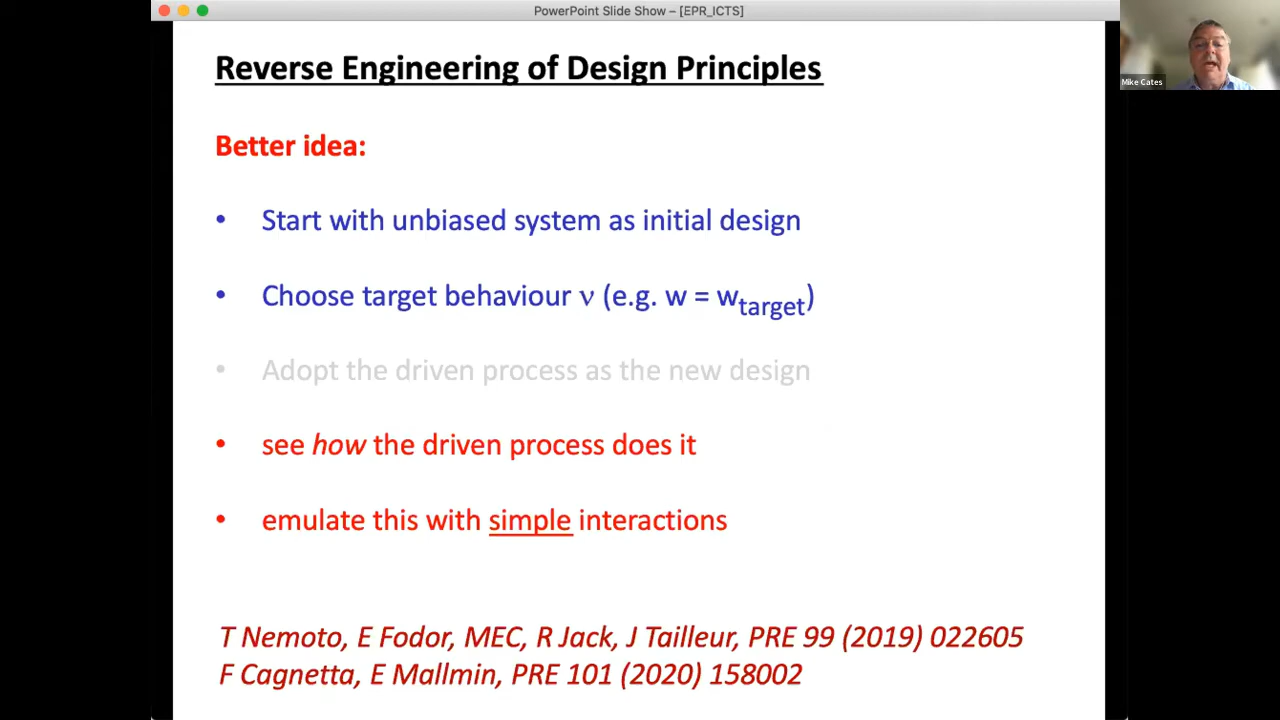 PowerPoint Slide Show – [EPR_ICTS]
Mike Cates
Reverse Engineering of Design Principles
Better idea:
• Start with unbiased system as initial design
• Choose target behaviour ν (e.g. w = w_target)
• Adopt the driven process as the new design
• see how the driven process does it
• emulate this with simple interactions
T Nemoto, E Fodor, MEC, R Jack, J Tailleur, PRE 99 (2019) 022605
F Cagnetta, E Mallmin, PRE 101 (2020) 158002